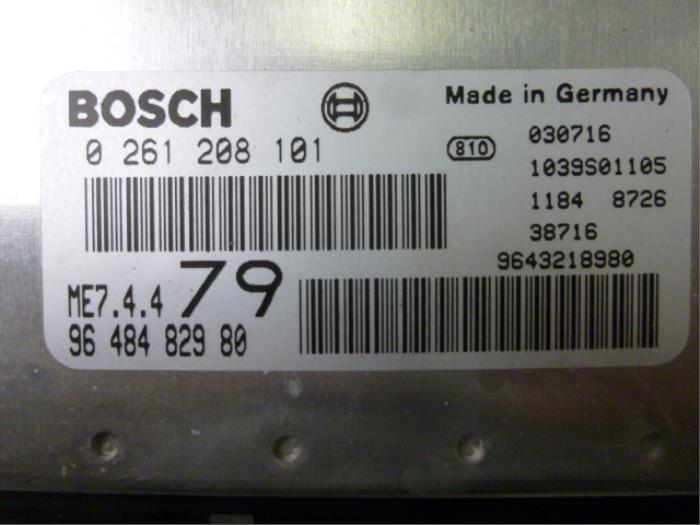 BOSCH
Made in Germany
0 261 208 101
810
030716
1039S01105
1184 8726
38716
9643218980
ME7.4.4 79
96 484 829 80